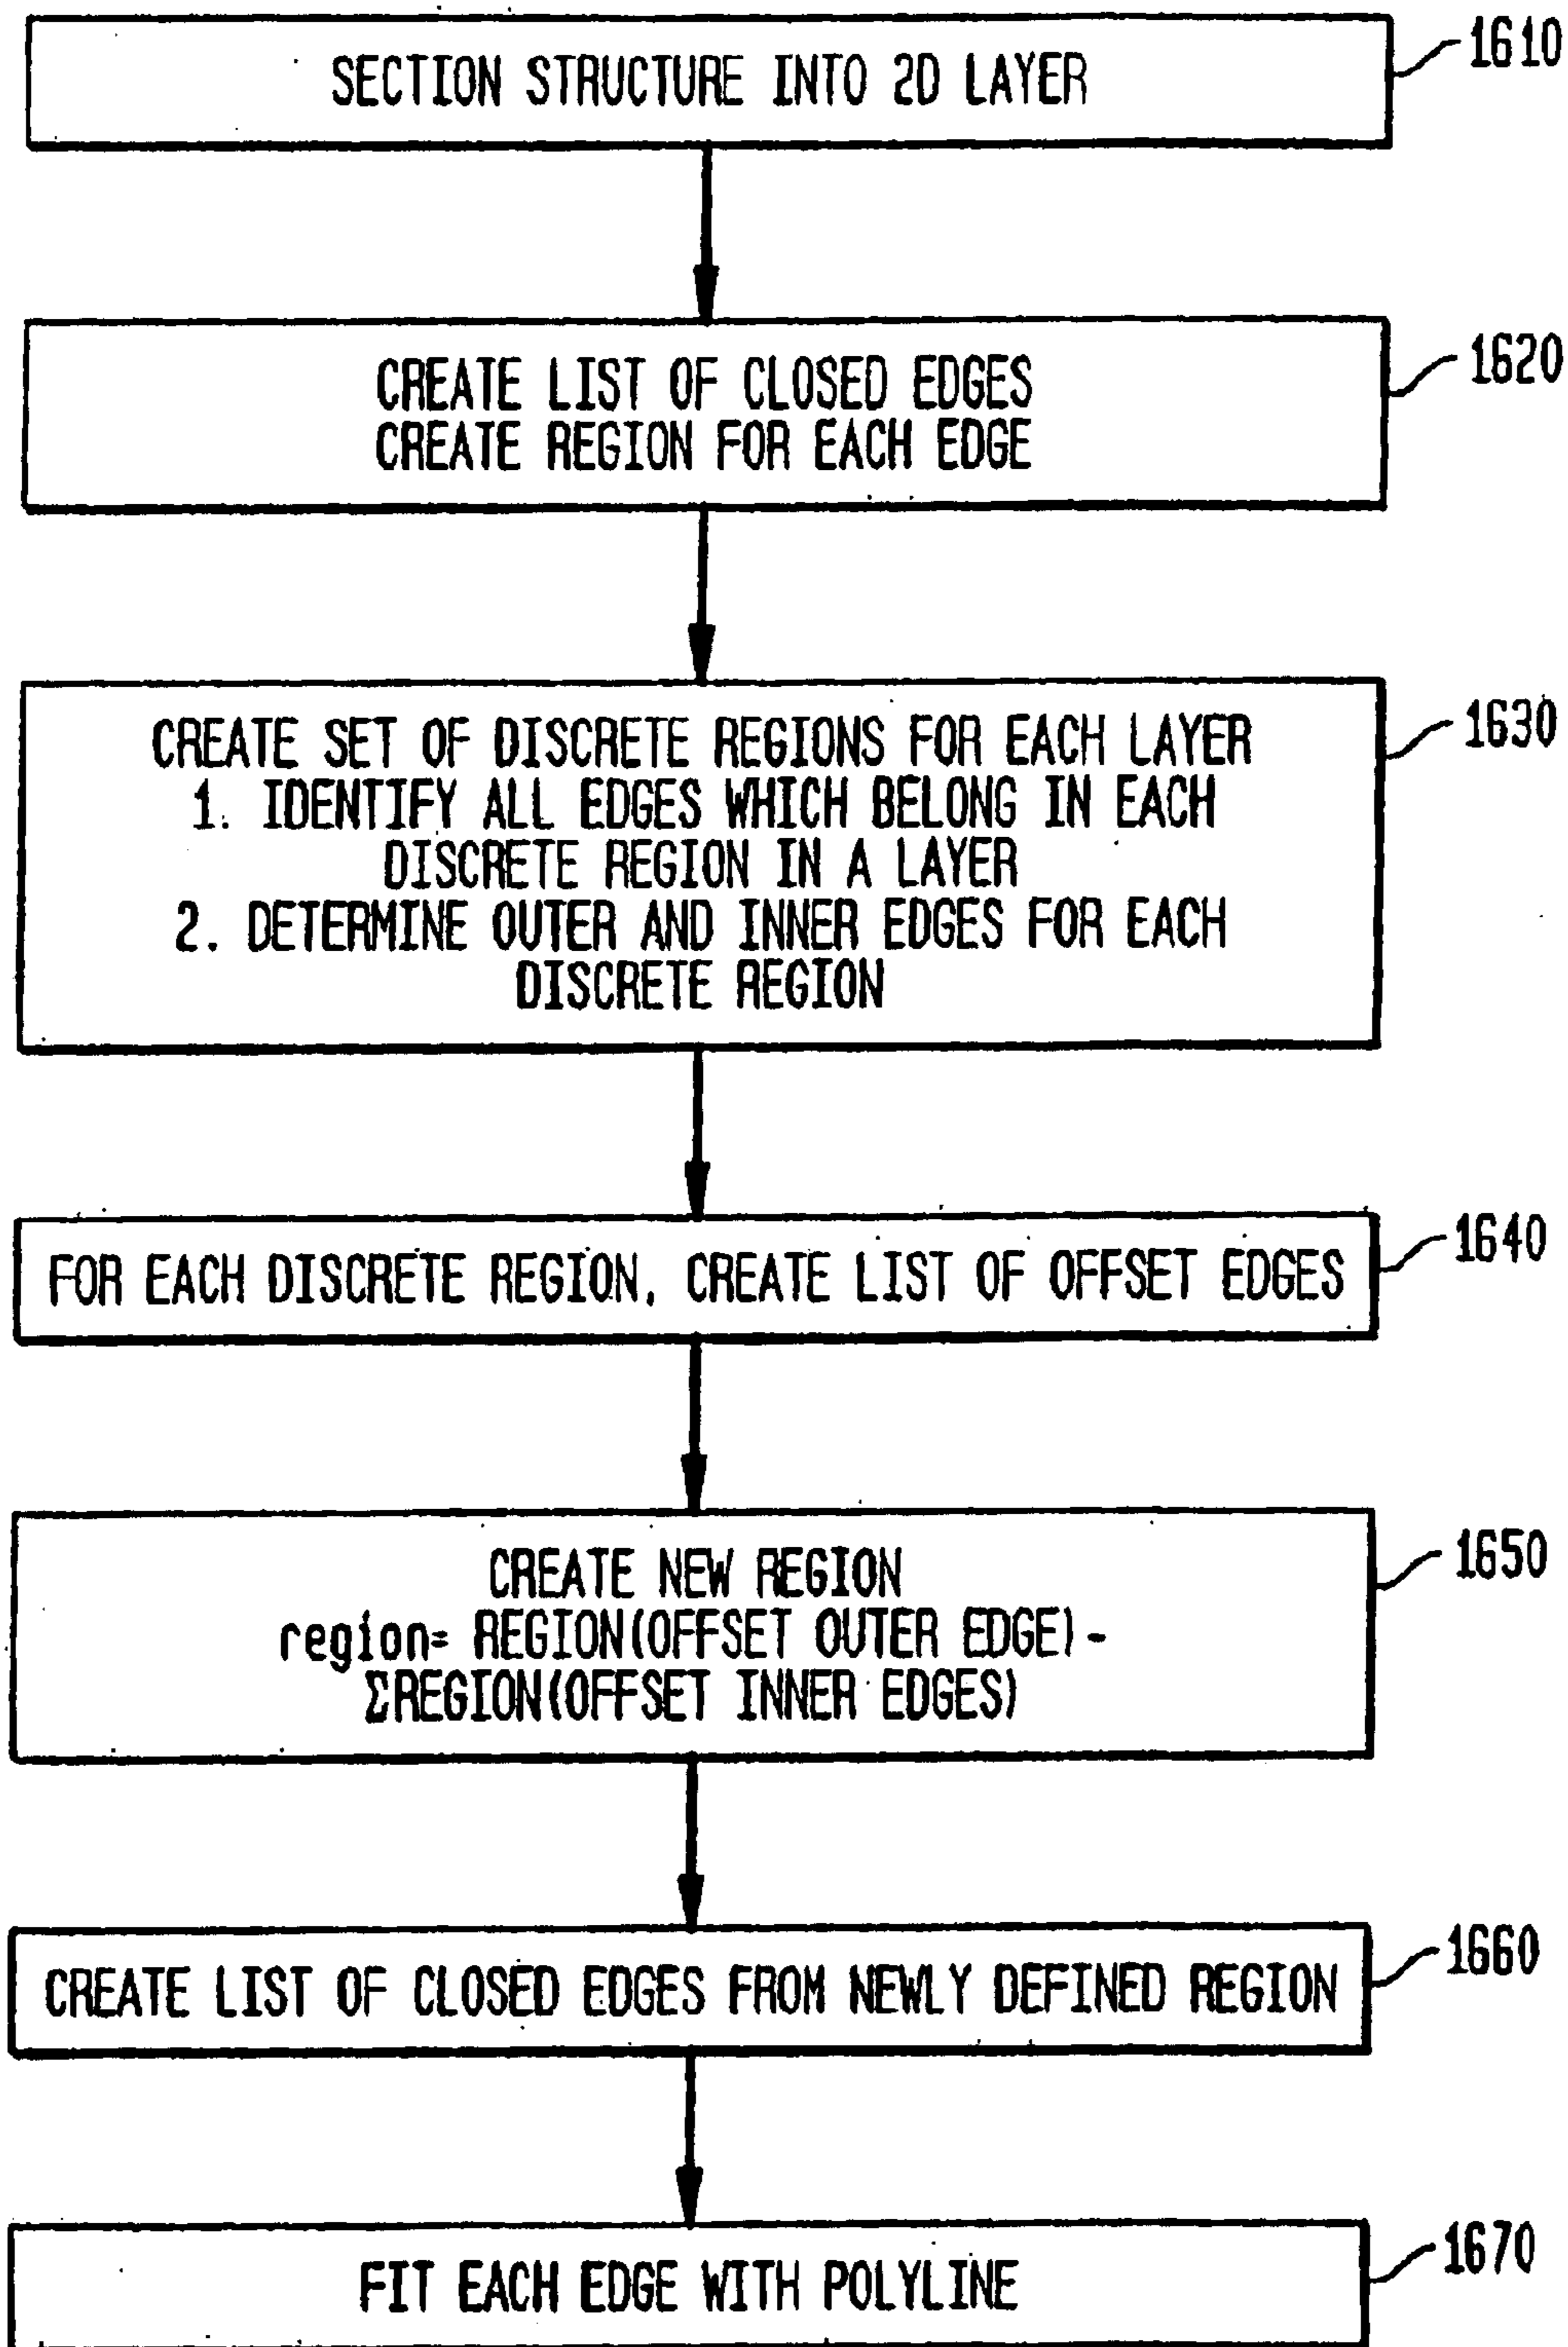 SECTION STRUCTURE INTO 2D LAYER
1610
CREATE LIST OF CLOSED EDGES
CREATE REGION FOR EACH EDGE
1620
CREATE SET OF DISCRETE REGIONS FOR EACH LAYER
1. IDENTIFY ALL EDGES WHICH BELONG IN EACH
DISCRETE REGION IN A LAYER
2. DETERMINE OUTER AND INNER EDGES FOR EACH
DISCRETE REGION
1630
FOR EACH DISCRETE REGION, CREATE LIST OF OFFSET EDGES
1640
CREATE NEW REGION
region= REGION(OFFSET OUTER EDGE)-
ΣREGION(OFFSET INNER EDGES)
1650
CREATE LIST OF CLOSED EDGES FROM NEWLY DEFINED REGION
1660
FIT EACH EDGE WITH POLYLINE
1670